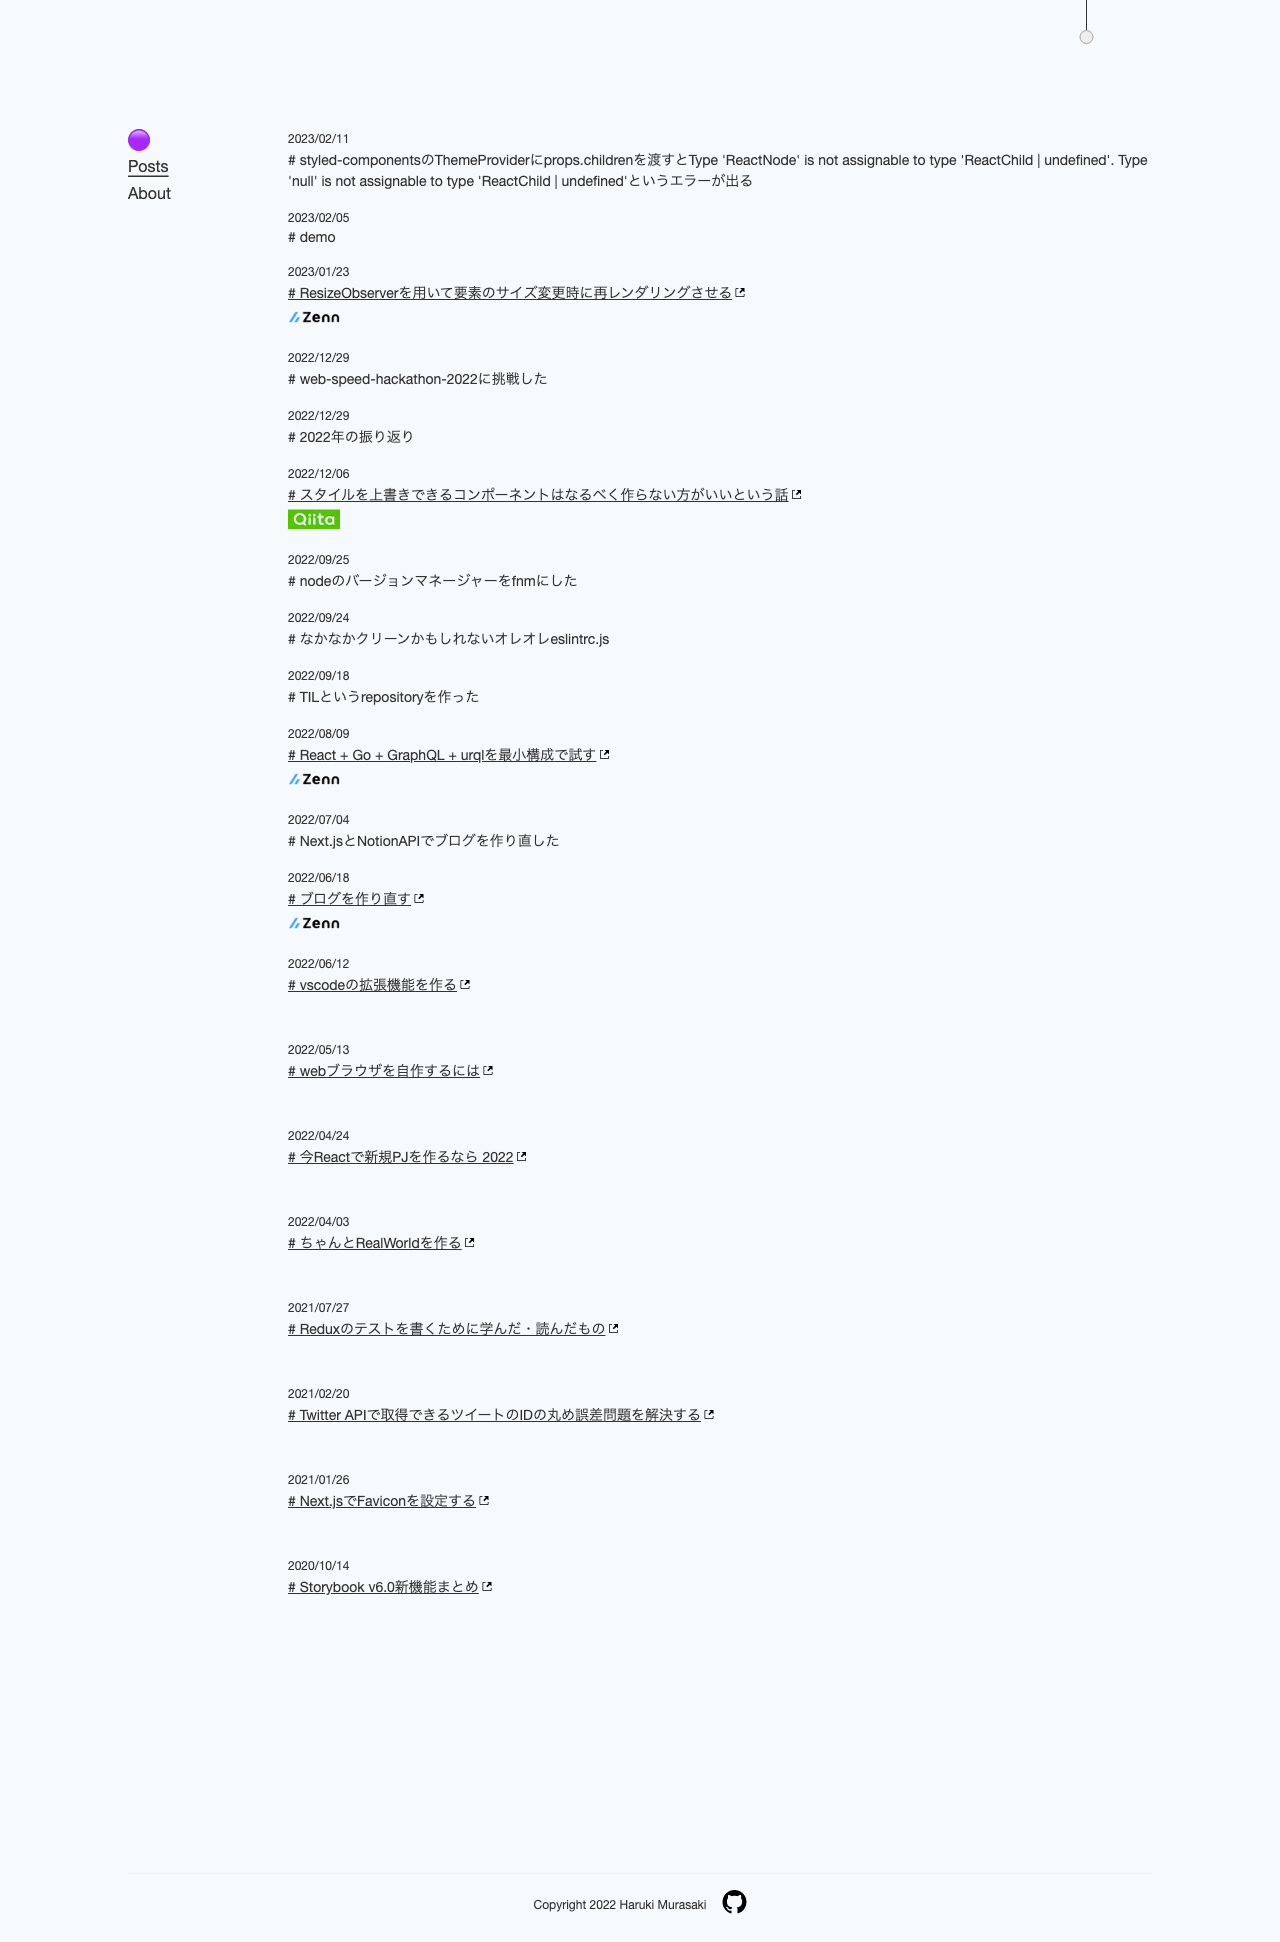 Posts
About
2023/02/11
# styled-componentsのThemeProviderにprops.childrenを渡すとType 'ReactNode' is not assignable to type 'ReactChild | undefined'. Type
'null' is not assignable to type 'ReactChild | undefined'というエラーが出る
2023/02/05
# demo
2023/01/23
# ResizeObserverを用いて要素のサイズ変更時に再レンダリングさせる
Zenn
2022/12/29
# web-speed-hackathon-2022に挑戦した
2022/12/29
# 2022年の振り返り
2022/12/06
# スタイルを上書きできるコンポーネントはなるべく作らない方がいいという話
Qiita
2022/09/25
# nodeのバージョンマネージャーをfnmにした
2022/09/24
# なかなかクリーンかもしれないオレオレeslintrc.js
2022/09/18
# TILというrepositoryを作った
2022/08/09
# React + Go + GraphQL + urqlを最小構成で試す
Zenn
2022/07/04
# Next.jsとNotionAPIでブログを作り直した
2022/06/18
# ブログを作り直す
Zenn
2022/06/12
# vscodeの拡張機能を作る
2022/05/13
# webブラウザを自作するには
2022/04/24
# 今Reactで新規PJを作るなら 2022
2022/04/03
# ちゃんとRealWorldを作る
2021/07/27
# Reduxのテストを書くために学んだ・読んだもの
2021/02/20
# Twitter APIで取得できるツイートのIDの丸め誤差問題を解決する
2021/01/26
# Next.jsでFaviconを設定する
2020/10/14
# Storybook v6.0新機能まとめ
Copyright 2022 Haruki Murasaki